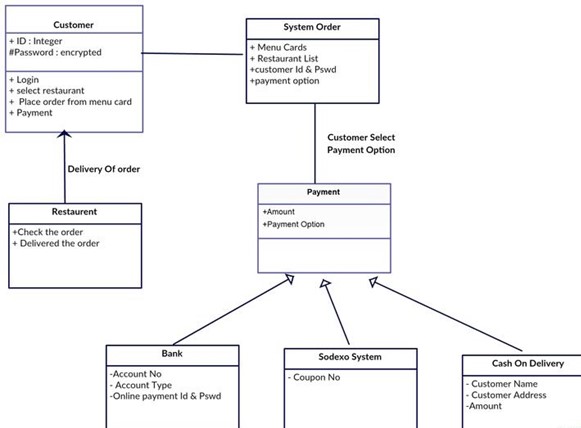 Customer
+ ID : Integer
#Password : encrypted
+ Login
+ select restaurant
+ Place order from menu card
+ Payment
System Order
+ Menu Cards
+ Restaurant List
+customer Id & Pswd
+payment option
Customer Select
Payment Option
Delivery Of order
Restaurent
+Check the order
+ Delivered the order
Payment
+Amount
+Payment Option
Bank
-Account No
- Account Type
-Online payment Id & Pswd
Sodexo System
- Coupon No
Cash On Delivery
- Customer Name
- Customer Address
-Amount